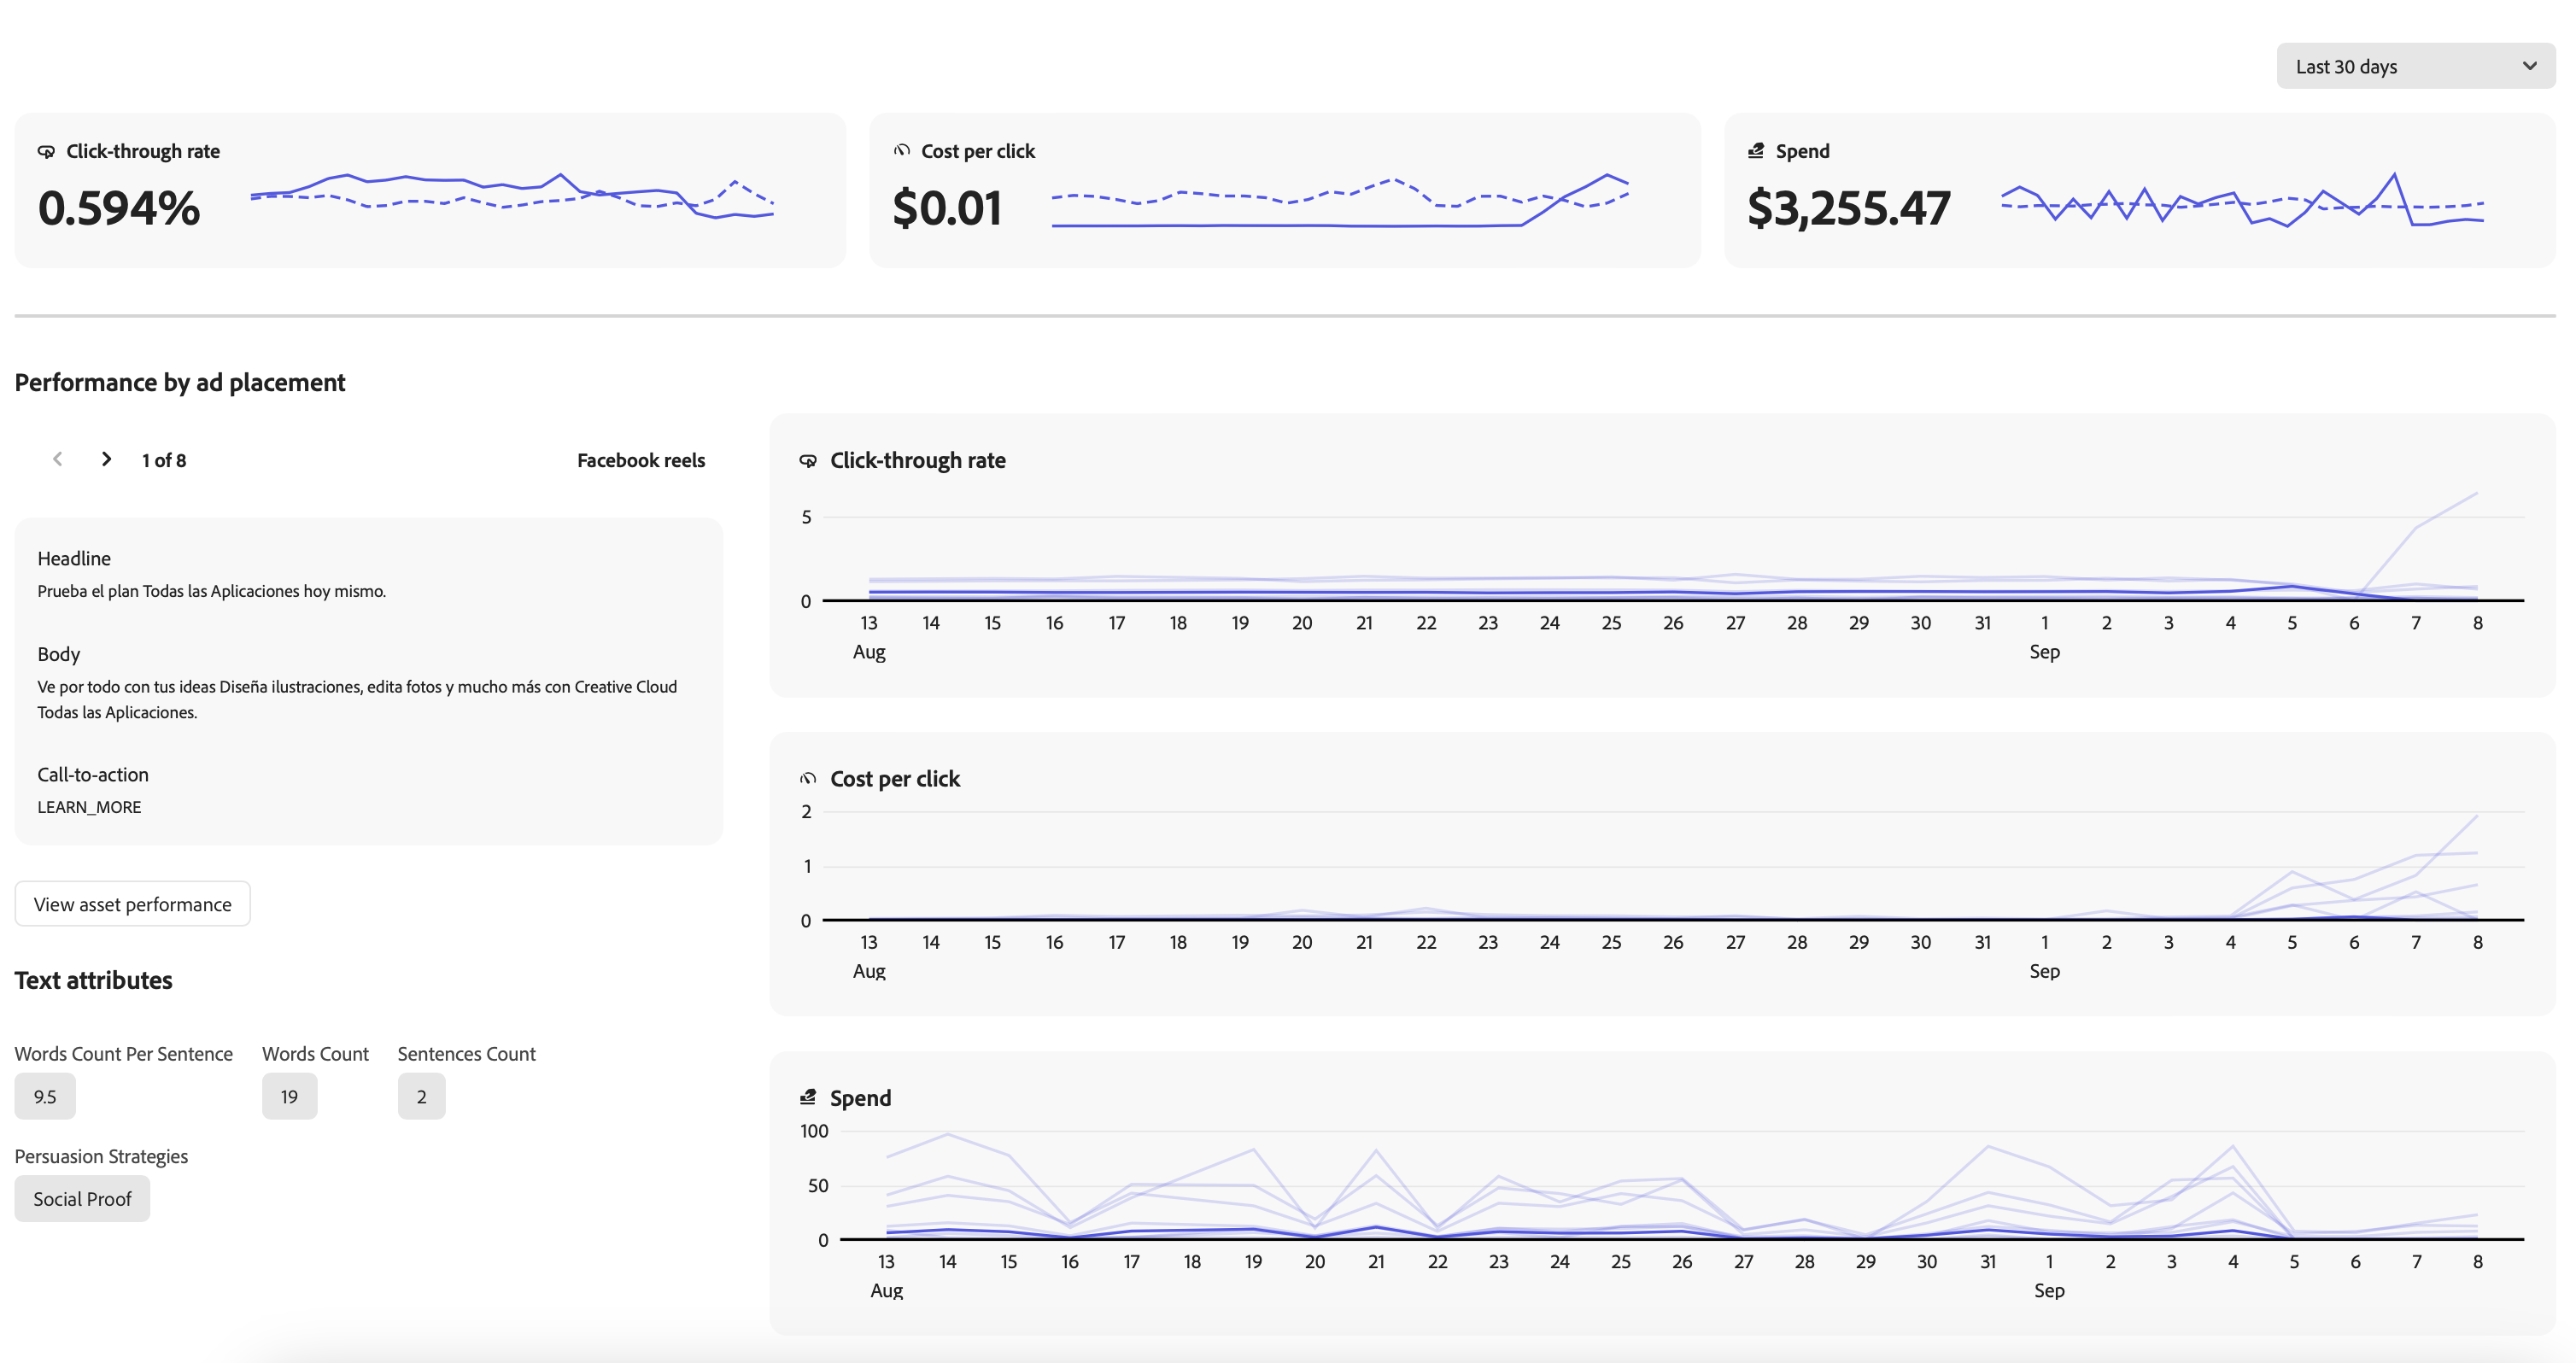 Last 30 days
Click-through rate
0.594%
Cost per click
$0.01
Spend
$3,255.47
Performance by ad placement
1 of 8
Facebook reels
Headline
Prueba el plan Todas las Aplicaciones hoy mismo.
Body
Ve por todo con tus ideas Diseña ilustraciones, edita fotos y mucho más con Creative Cloud
Todas las Aplicaciones.
Call-to-action
LEARN_MORE
View asset performance
Text attributes
Words Count Per Sentence Words Count Sentences Count
9.5 19 2
Persuasion Strategies
Social Proof
Click-through rate
5
0
13 14 15 16 17 18 19 20 21 22 23 24 25 26 27 28 29 30 31 1 2 3 4 5 6 7 8
Aug Sep
Cost per click
2
1
0
13 14 15 16 17 18 19 20 21 22 23 24 25 26 27 28 29 30 31 1 2 3 4 5 6 7 8
Aug Sep
Spend
100
50
0
13 14 15 16 17 18 19 20 21 22 23 24 25 26 27 28 29 30 31 1 2 3 4 5 6 7 8
Aug Sep